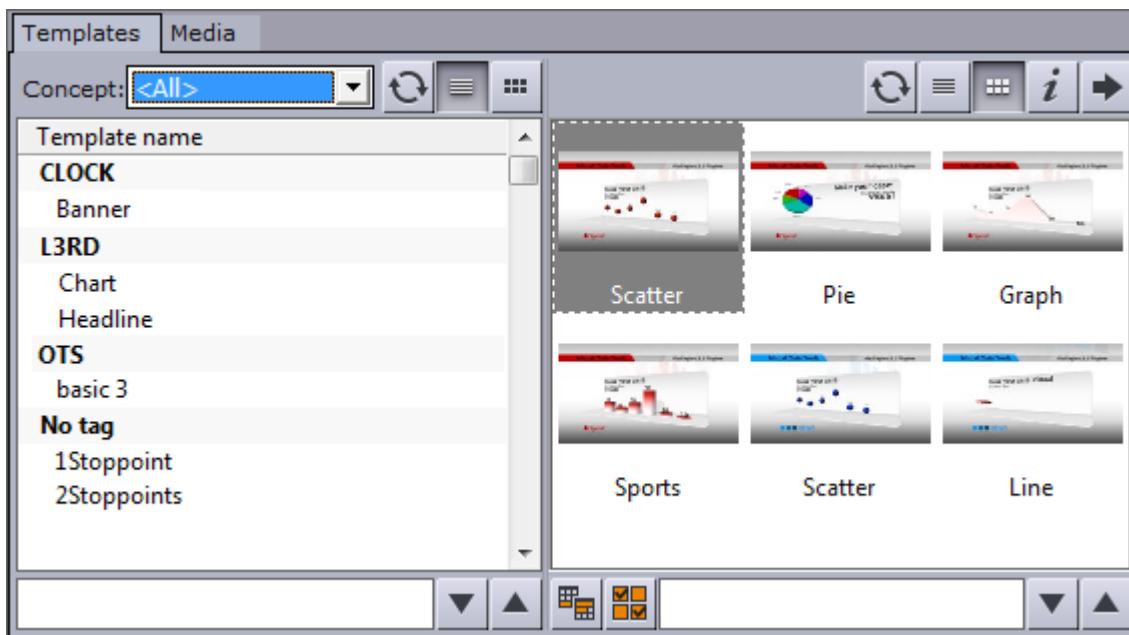 Templates Media
Concept: <All>
Template name
CLOCK
Banner
L3RD
Chart
Headline
OTS
basic 3
No tag
1Stoppoint
2Stoppoints
i
Scatter Pie Graph
Sports Scatter Line